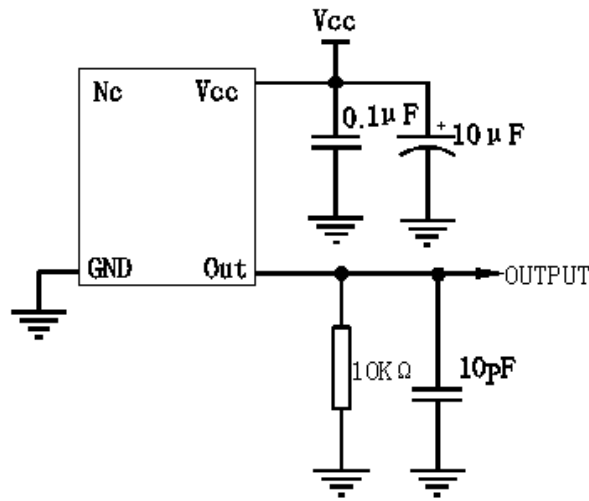 Vcc
Nc Vcc
0.1μF
+
10μF
GND Out
OUTPUT
10KΩ
10pF